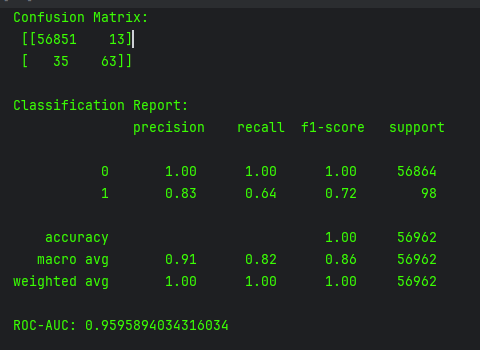 Confusion Matrix:
[[56851    13]
[   35    63]]
Classification Report:
precision    recall  f1-score   support
0       1.00      1.00      1.00     56864
1       0.83      0.64      0.72        98
accuracy                           1.00     56962
macro avg       0.91      0.82      0.86     56962
weighted avg       1.00      1.00      1.00     56962
ROC-AUC: 0.9595894034316034